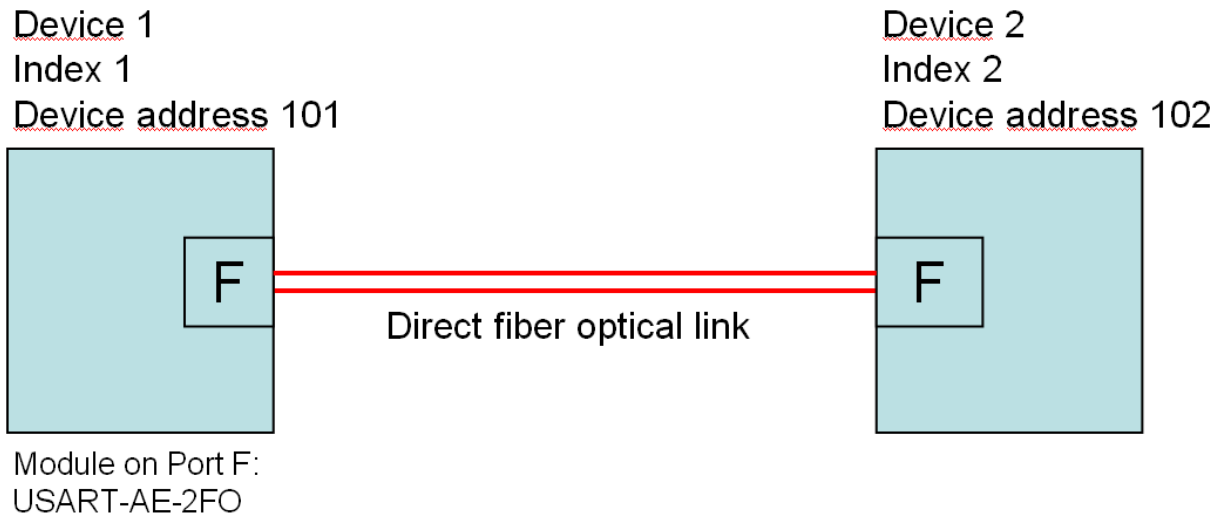 Device 1
Index 1
Device address 101
Device 2
Index 2
Device address 102
F
F
Direct fiber optical link
Module on Port F:
USART-AE-2FO